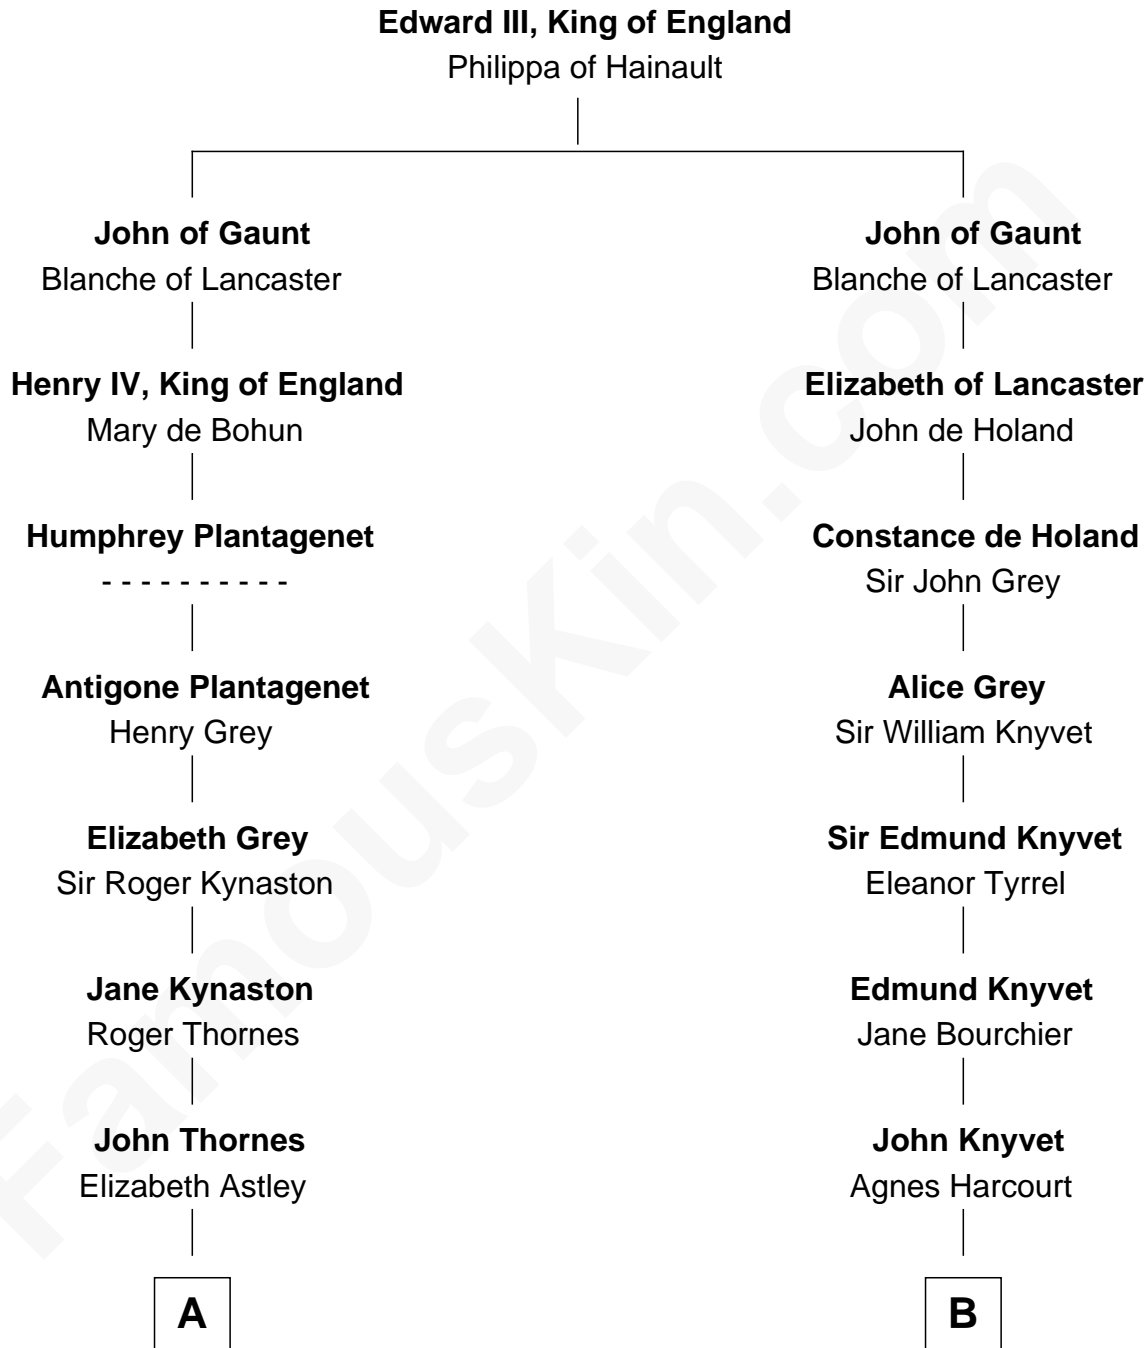 Edward III, King of England
Philippa of Hainault
John of Gaunt
Blanche of Lancaster
John of Gaunt
Blanche of Lancaster
Henry IV, King of England
Mary de Bohun
Elizabeth of Lancaster
John de Holand
Humphrey Plantagenet
- - - - - - - - - -
Constance de Holand
Sir John Grey
Antigone Plantagenet
Henry Grey
Alice Grey
Sir William Knyvet
Elizabeth Grey
Sir Roger Kynaston
Sir Edmund Knyvet
Eleanor Tyrrel
Jane Kynaston
Roger Thornes
Edmund Knyvet
Jane Bourchier
John Thornes
Elizabeth Astley
John Knyvet
Agnes Harcourt
A
B
FamousKin.com